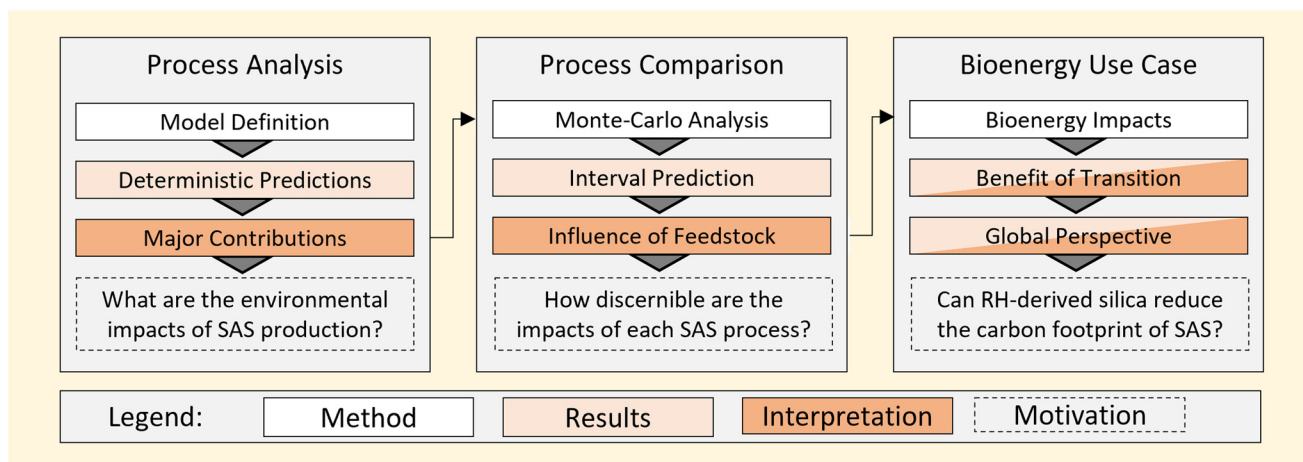 Process Analysis
Model Definition
Deterministic Predictions
Major Contributions
What are the environmental
impacts of SAS production?
Process Comparison
Monte-Carlo Analysis
Interval Prediction
Influence of Feedstock
How discernible are the
impacts of each SAS process?
Bioenergy Use Case
Bioenergy Impacts
Benefit of Transition
Global Perspective
Can RH-derived silica reduce
the carbon footprint of SAS?
Legend:
Method
Results
Interpretation
Motivation